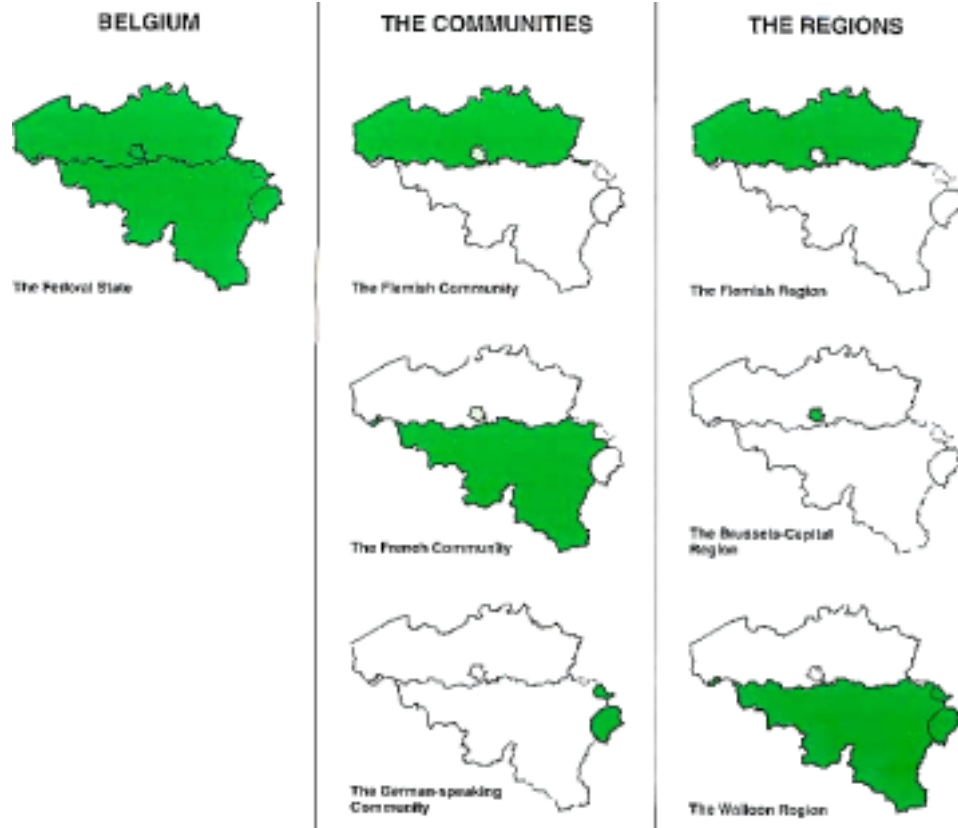 BELGIUM
THE COMMUNITIES
THE REGIONS
The Federal State
The Flemish Community
The Flemish Region
The French Community
The Brussels-Capital
Region
The German-speaking
Community
The Walloon Region